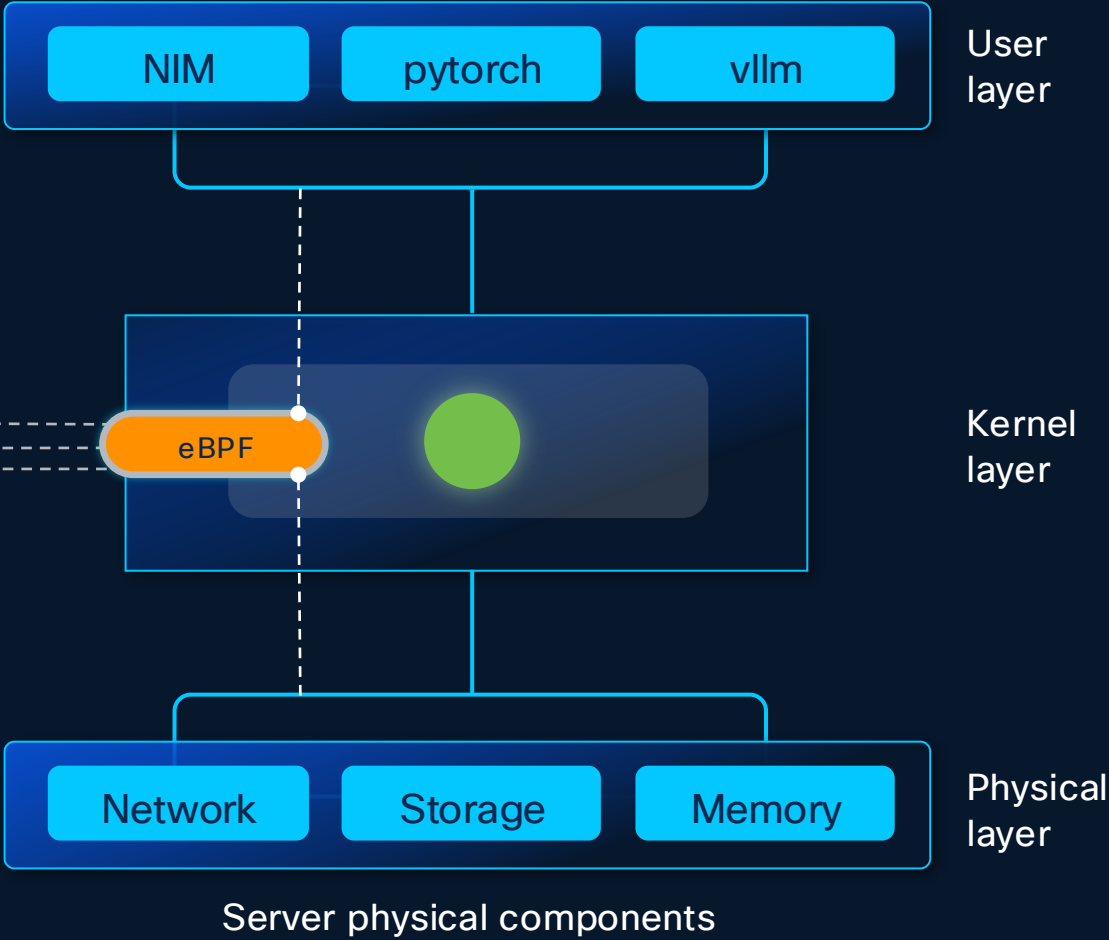 NIM
pytorch
vllm
User
layer
eBPF
Kernel
layer
Network
Storage
Memory
Physical
layer
Server physical components